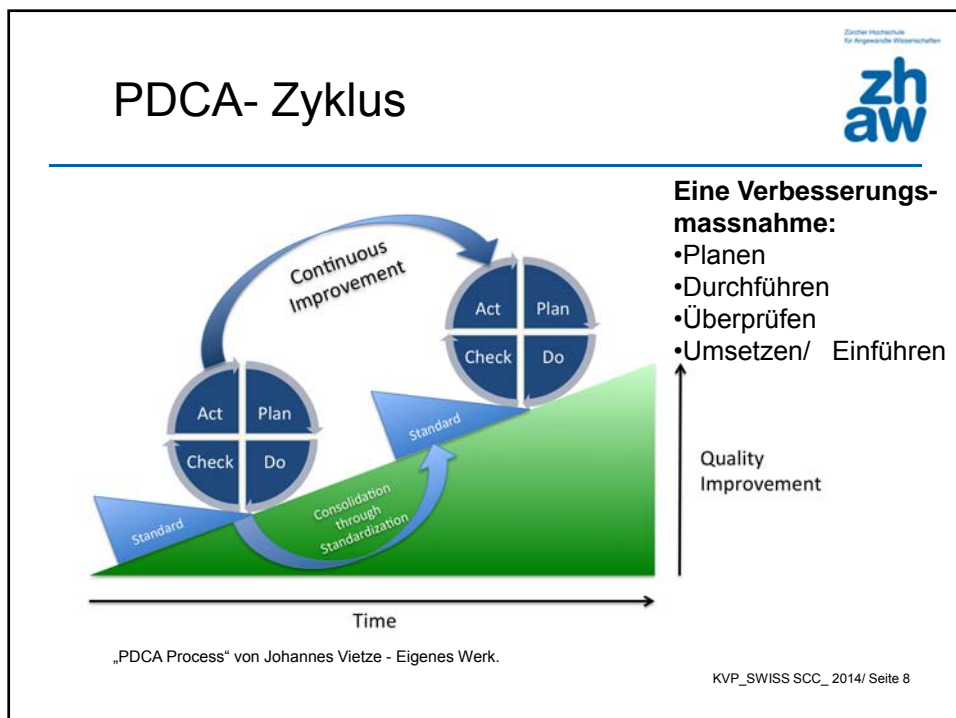 Zürcher Hochschule
für Angewandte Wissenschaften
zh
aw
PDCA- Zyklus
Eine Verbesserungs-
massnahme:
•Planen
•Durchführen
•Überprüfen
•Umsetzen/ Einführen
Continuous
Improvement
Act
Plan
Check
Do
Act
Plan
Check
Do
Standard
Standard
Consolidation
through
Standardization
Quality
Improvement
Time
„PDCA Process“ von Johannes Vietze - Eigenes Werk.
KVP_SWISS SCC_ 2014/ Seite 8